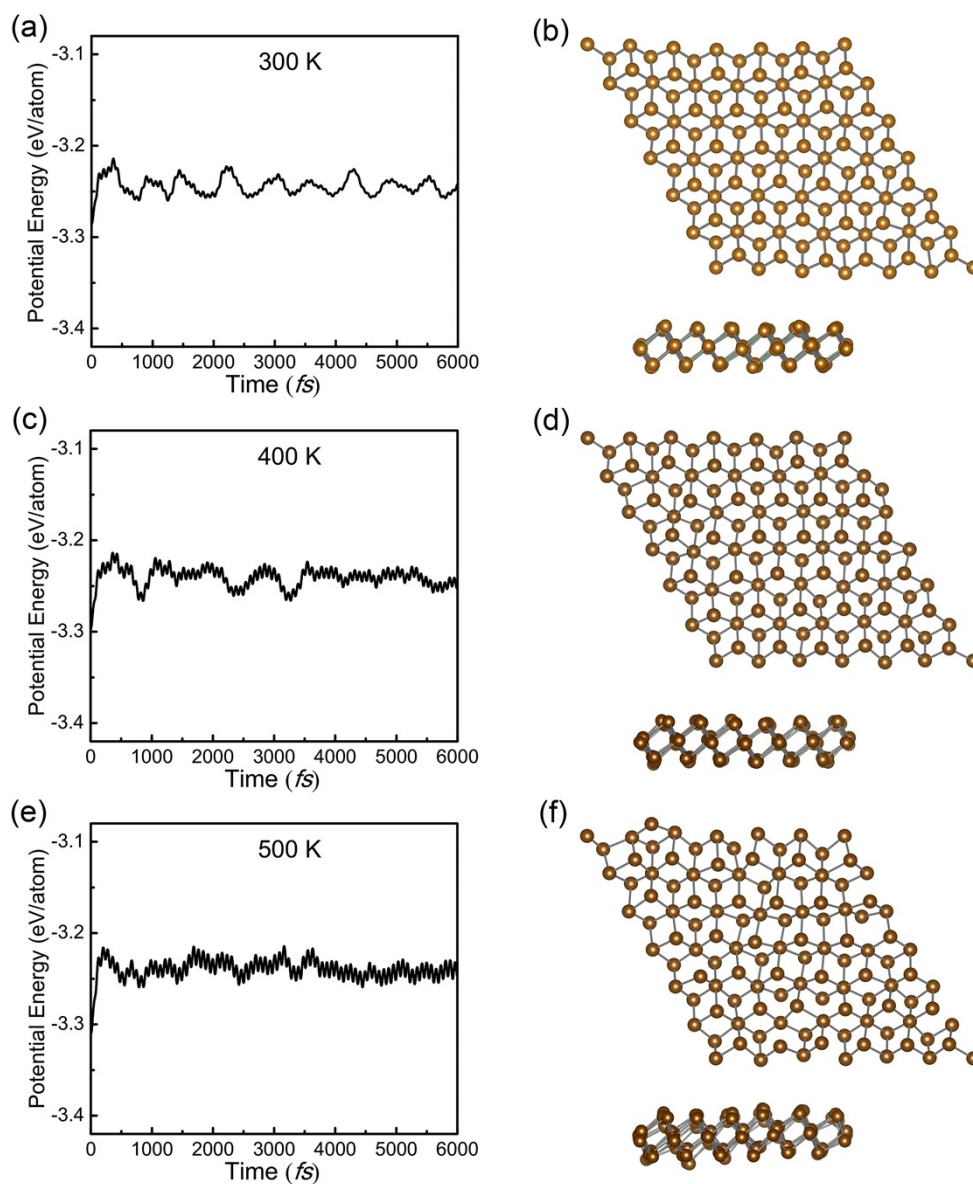 (a)
300 K
-3.1
-3.2
-3.3
-3.4
Potential Energy (eV/atom)
0 1000 2000 3000 4000 5000 6000
Time (fs)
(b)
(c)
400 K
-3.1
-3.2
-3.3
-3.4
Potential Energy (eV/atom)
0 1000 2000 3000 4000 5000 6000
Time (fs)
(d)
(e)
500 K
-3.1
-3.2
-3.3
-3.4
Potential Energy (eV/atom)
0 1000 2000 3000 4000 5000 6000
Time (fs)
(f)